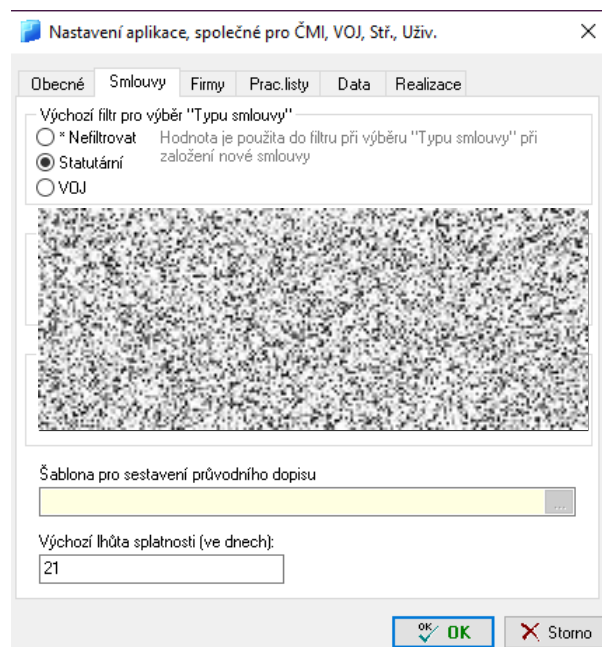 Nastavení aplikace, společné pro ČMI, VOJ, Stř., Uživ.
Obecné Smlouvy Firmy Prac.listy Data Realizace
Výchozí filtr pro výběr "Typu smlouvy"
* Nefiltrovat
Statutární
VOJ
Hodnota je použita do filtru při výběru "Typu smlouvy" při
založení nové smlouvy
Šablona pro sestavení průvodního dopisu
...
Výchozí lhůta splatnosti (ve dnech):
21
OK OK Storno